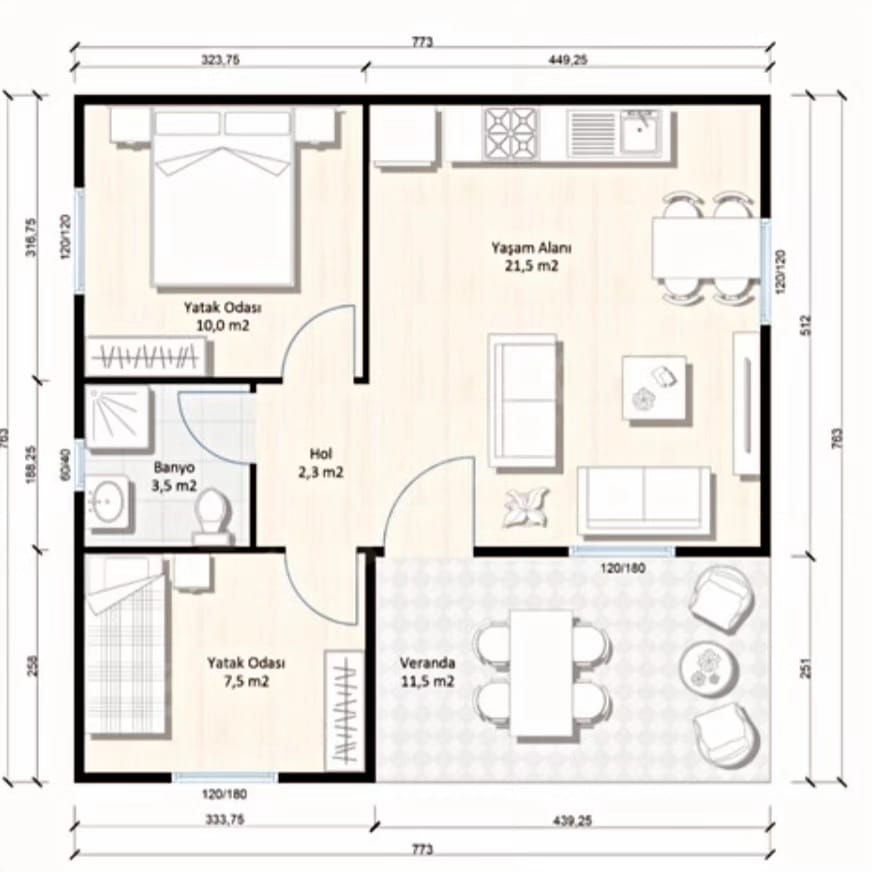 773
323,75
449,25
316,75
120/120
Yaşam Alanı
21,5 m2
120/120
Yatak Odası
10,0 m2
512
763
188,25
60/40
Banyo
3,5 m2
Hol
2,3 m2
763
120/180
258
Yatak Odası
7,5 m2
Veranda
11,5 m2
251
120/180
333,75
439,25
773